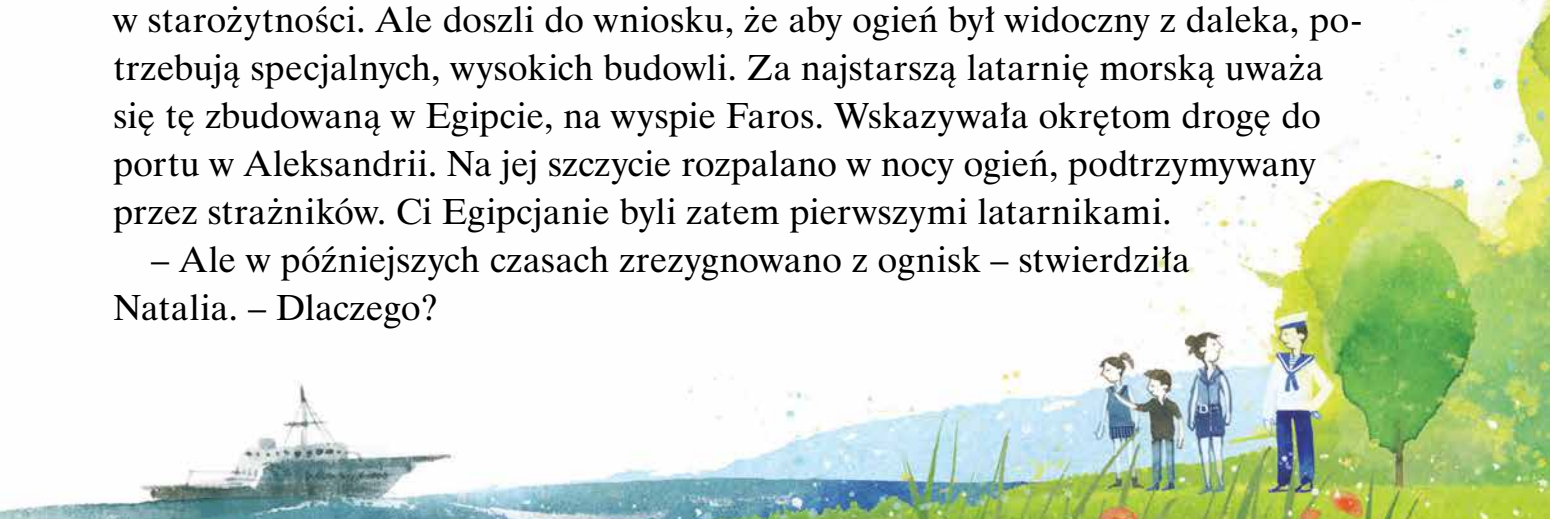 w starożytności. Ale doszli do wniosku, że aby ogień był widoczny z daleka, po-
trzebują specjalnych, wysokich budowli. Za najstarszą latarnię morską uważa
się tę zbudowaną w Egipcie, na wyspie Faros. Wskazywała okrętom drogę do
portu w Aleksandrii. Na jej szczycie rozpalano w nocy ogień, podtrzymywany
przez strażników. Ci Egipcjanie byli zatem pierwszymi latarnikami.
– Ale w późniejszych czasach zrezygnowano z ognisk – stwierdziła
Natalia. – Dlaczego?